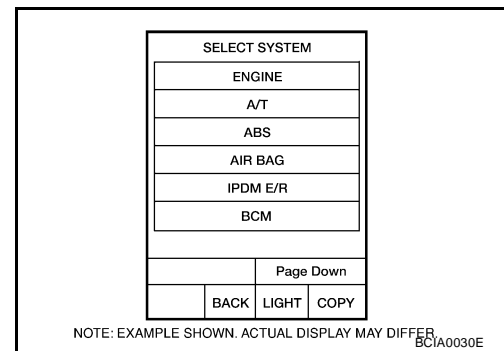 SELECT SYSTEM
ENGINE
A/T
ABS
AIR BAG
IPDM E/R
BCM
Page Down
BACK LIGHT COPY
NOTE: EXAMPLE SHOWN. ACTUAL DISPLAY MAY DIFFER.
BCIA0030E